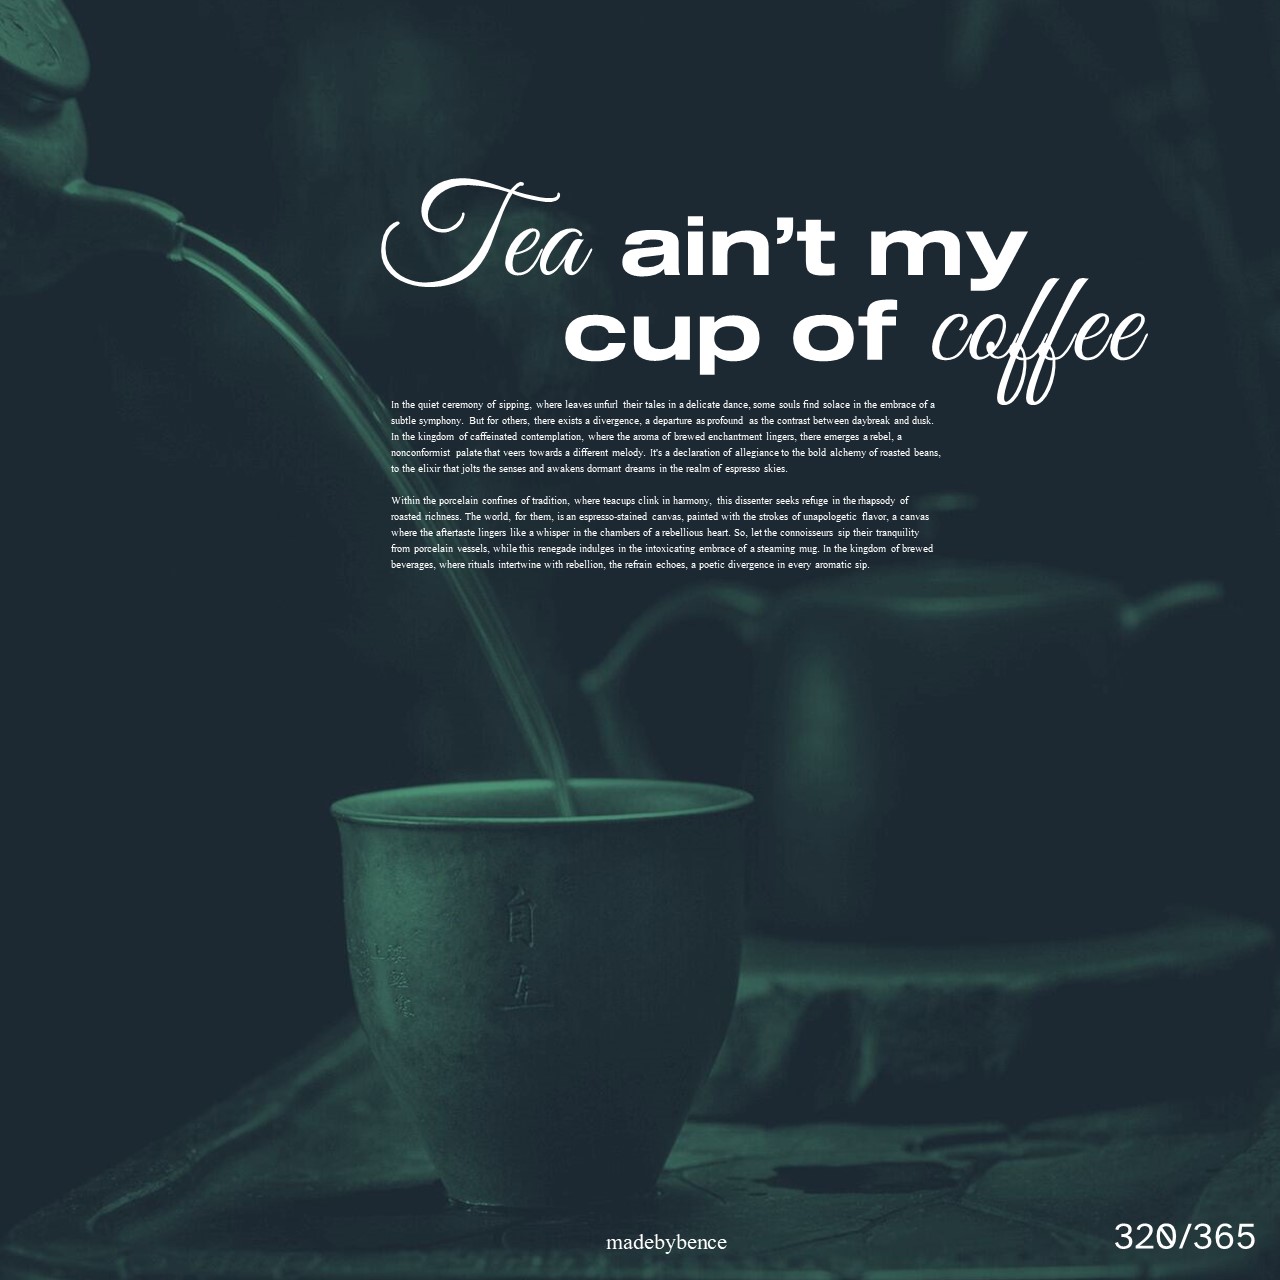 Tea ain't my
cup of coffee
In the quiet ceremony of sipping, where leaves unfurl their tales in a delicate dance, some souls find solace in the embrace of a
subtle symphony. But for others, there exists a divergence, a departure as profound as the contrast between daybreak and dusk.
In the kingdom of caffeinated contemplation, where the aroma of brewed enchantment lingers, there emerges a rebel, a
nonconformist palate that veers towards a different melody. It's a declaration of allegiance to the bold alchemy of roasted beans,
to the elixir that jolts the senses and awakens dormant dreams in the realm of espresso skies.
Within the porcelain confines of tradition, where teacups clink in harmony, this dissenter seeks refuge in the rhapsody of
roasted richness. The world, for them, is an espresso-stained canvas, painted with the strokes of unapologetic flavor, a canvas
where the aftertaste lingers like a whisper in the chambers of a rebellious heart. So, let the connoisseurs sip their tranquility
from porcelain vessels, while this renegade indulges in the intoxicating embrace of a steaming mug. In the kingdom of brewed
beverages, where rituals intertwine with rebellion, the refrain echoes, a poetic divergence in every aromatic sip.
自
madebybence
320/365